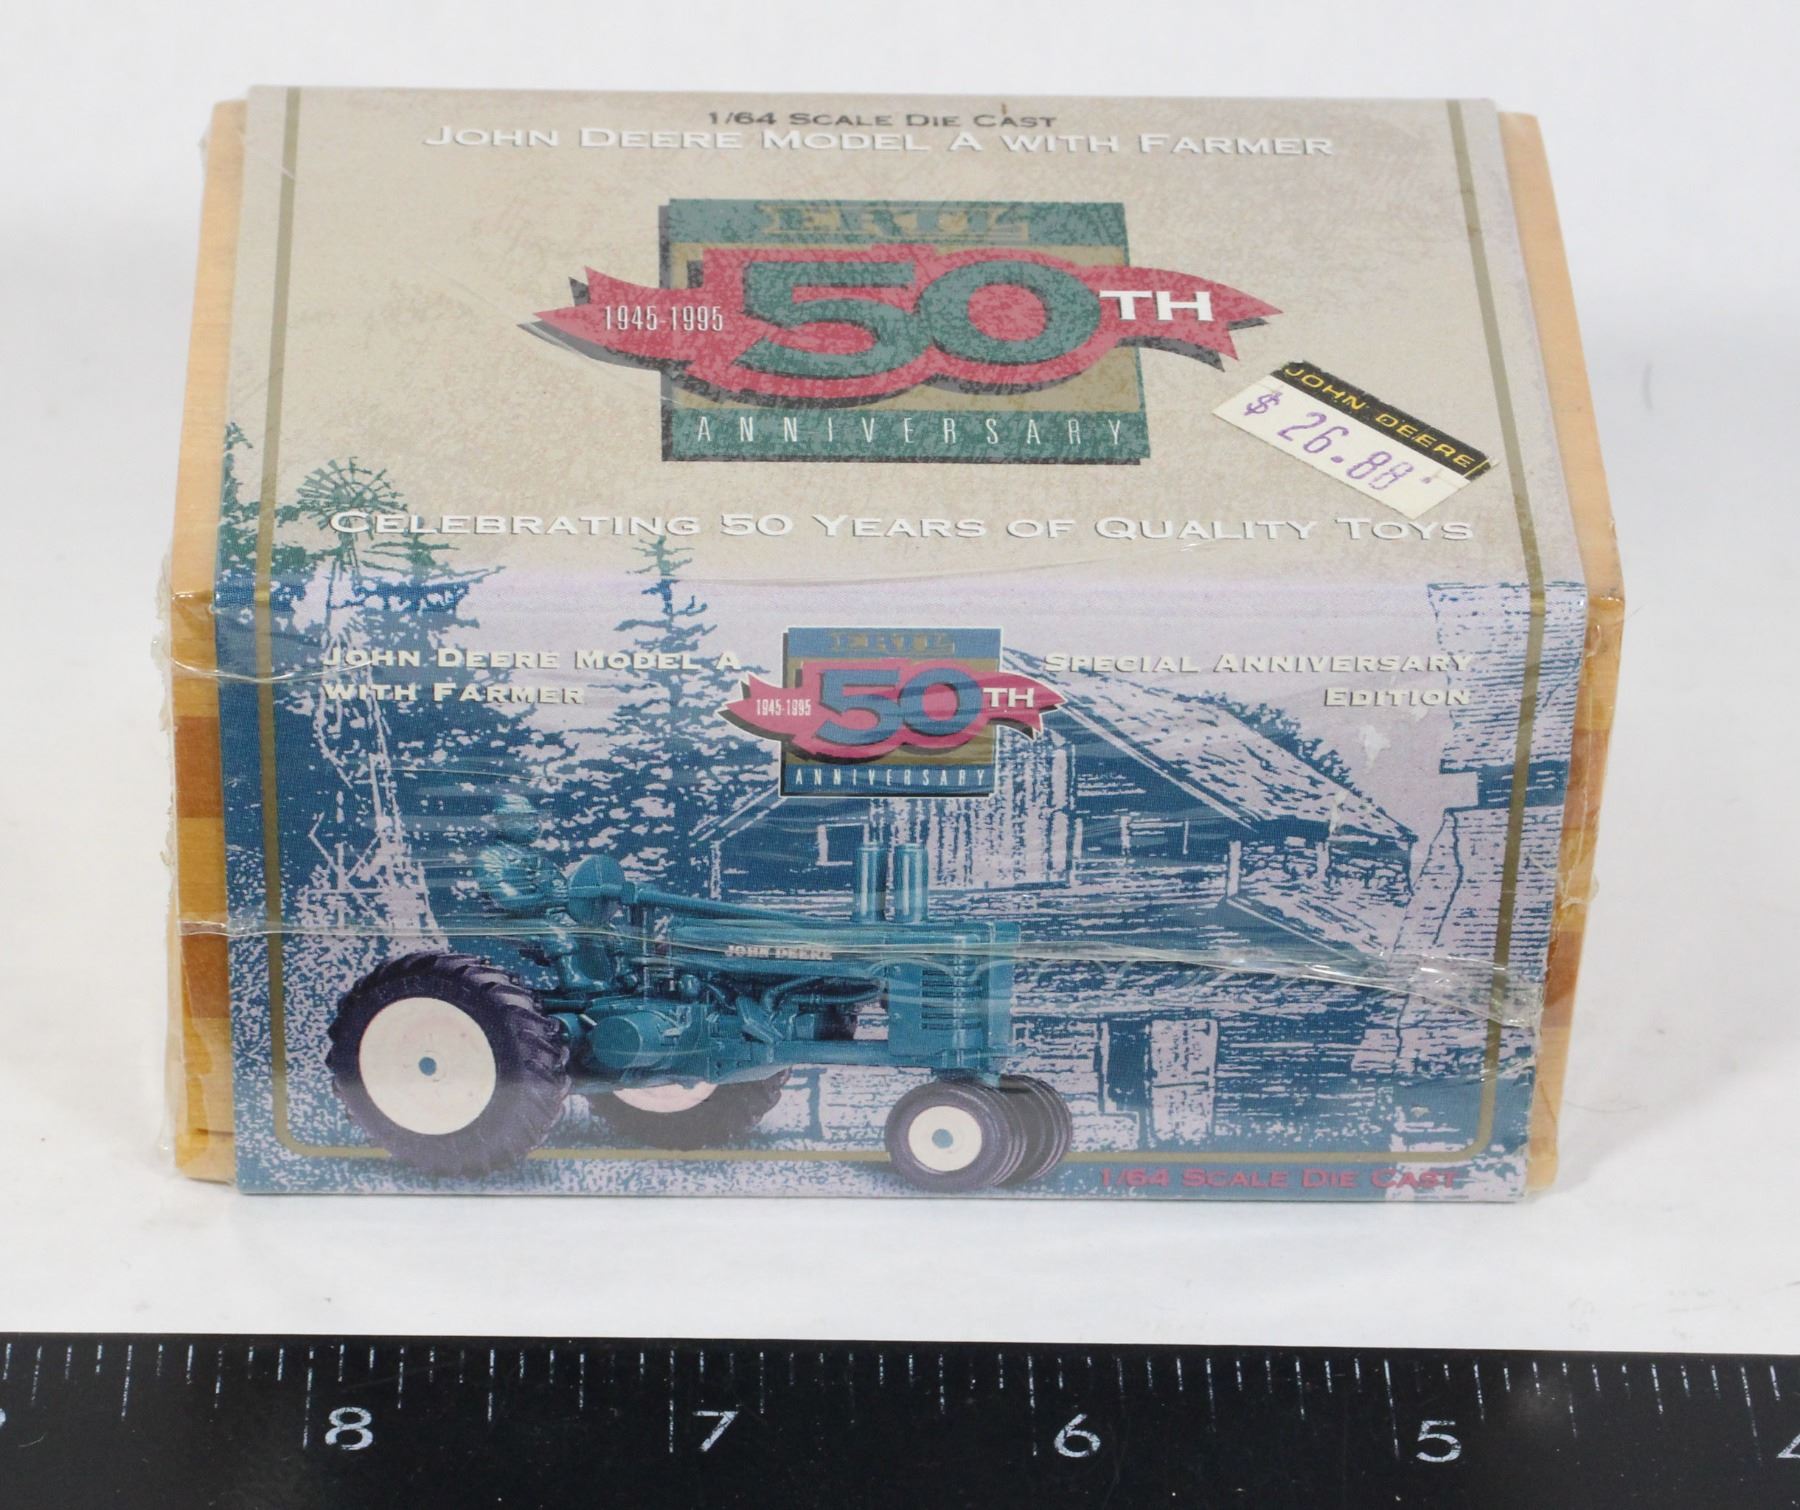 1/64 SCALE DIE CAST
JOHN DEERE MODEL A WITH FARMER
ERTL
1945-1995 50TH
ANNIVERSARY
JOHN DEERE
$ 26.88
CELEBRATING 50 YEARS OF QUALITY TOYS
JOHN DEERE MODEL A
WITH FARMER
ERTL
1945-1995 50TH
ANNIVERSARY
SPECIAL ANNIVERSARY
EDITION
JOHN DEERE
1/64 SCALE DIE CAST
8 7 6 5